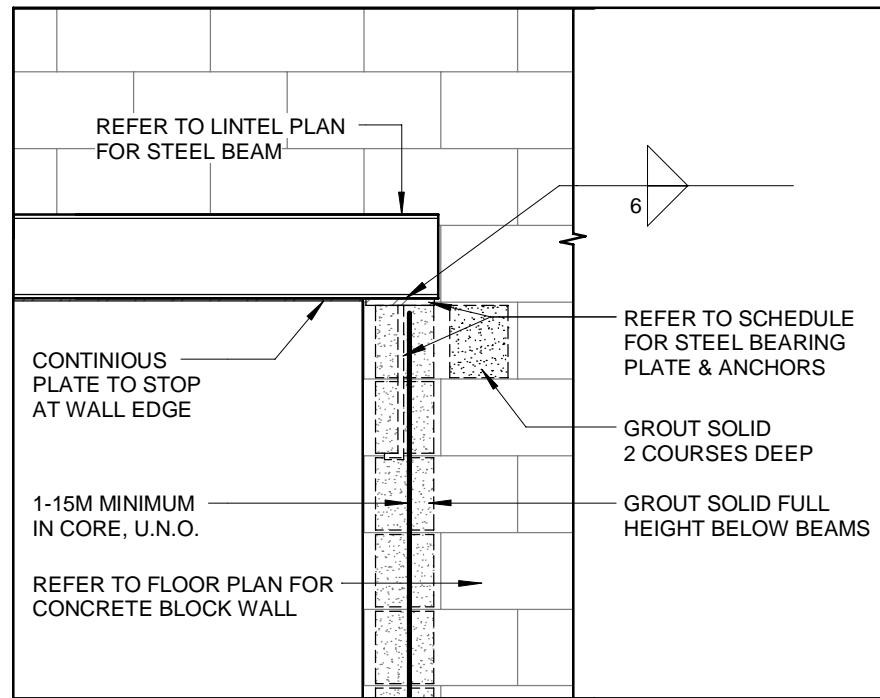 REFER TO LINTEL PLAN
FOR STEEL BEAM
6
CONTINIOUS
PLATE TO STOP
AT WALL EDGE
REFER TO SCHEDULE
FOR STEEL BEARING
PLATE & ANCHORS
GROUT SOLID
2 COURSES DEEP
1-15M MINIMUM
IN CORE, U.N.O.
GROUT SOLID FULL
HEIGHT BELOW BEAMS
REFER TO FLOOR PLAN FOR
CONCRETE BLOCK WALL